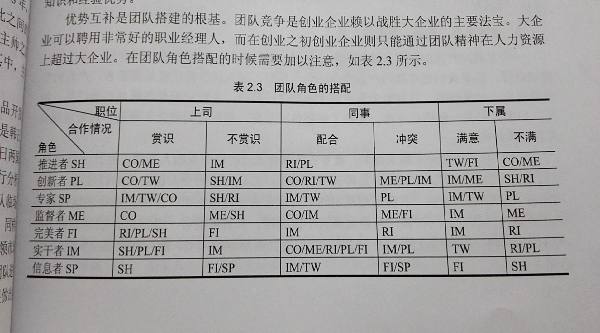 知识和经验优势。
优势互补是团队搭建的根基。团队竞争是创业企业赖以战胜大企业的主要法宝。大企
业可以聘用非常好的职业经理人，而在创业之初创业企业则只能通过团队精神在人力资源
上超过大企业。在团队角色搭配的时候需要加以注意，如表 2.3 所示。
表 2.3 团队角色的搭配
职位 上司 同事 下属
合作情况 赏识 不赏识 配合 冲突 满意 不满
角色
推进者 SH CO/ME IM RI/PL TW/FI CO/ME
创新者 PL CO/TW SH/IM CO/RI/TW ME/PL/IM IM/ME SH/RI
专家 SP IM/TW/CO SH/RI IM/TW PL IM/TW PL
监督者 ME CO ME/SH CO/IM ME/FI IM ME
完美者 FI RI/PL/SH FI IM RI IM RI
实干者 IM SH/PL/FI IM CO/ME/RI/PL/FI IM/PL TW RI/PL
信息者 SP SH FI/SP IM/TW FI/SP FI SH